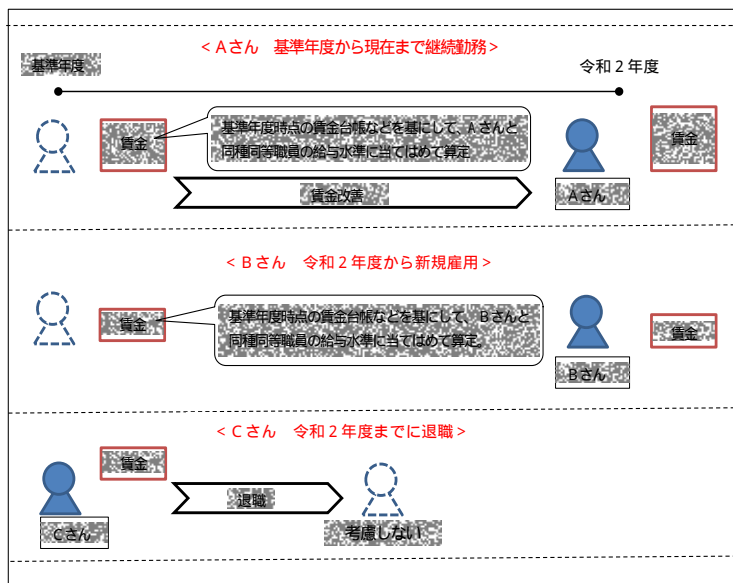 ＜Ａさん　基準年度から現在まで継続勤務＞
基準年度
令和２年度
賃金
基準年度時点の賃金台帳などを基にして、Ａさんと
同種同等職員の給与水準に当てはめて算定
賃金
賃金改善
Ａさん
＜Ｂさん　令和２年度から新規雇用＞
賃金
基準年度時点の賃金台帳などを基にして、Ｂさんと
同種同等職員の給与水準に当てはめて算定。
賃金
Ｂさん
＜Ｃさん　令和２年度までに退職＞
賃金
退職
Ｃさん
考慮しない